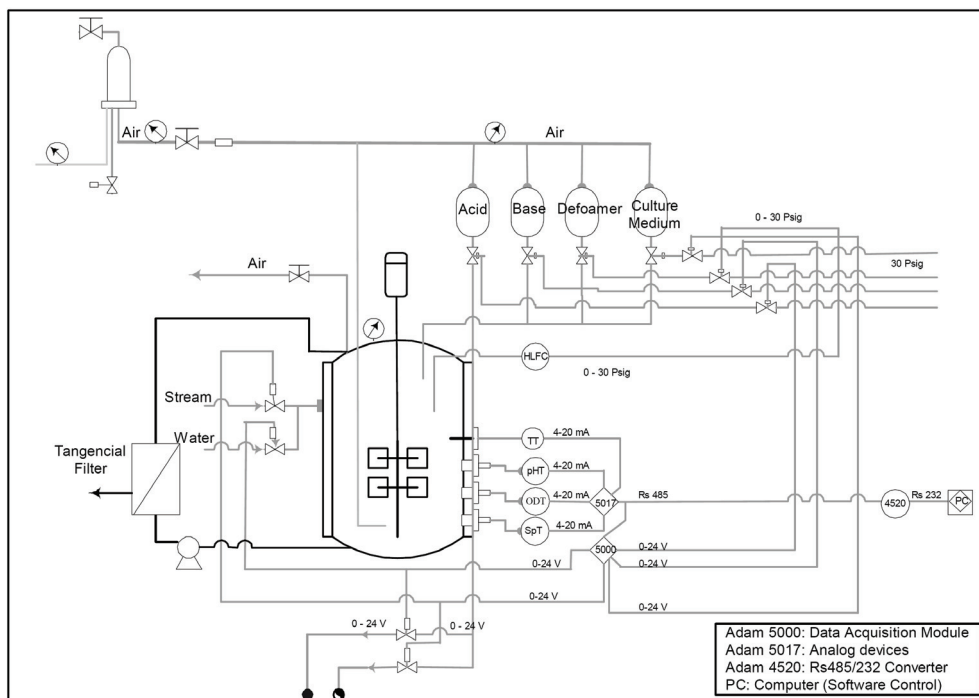 Air
Air
Acid
Base
Defoamer
Culture
Medium
0 - 30 Psig
30 Psig
Air
HLFC
0 - 30 Psig
Stream
Water
Tangencial
Filter
TT
4-20 mA
pHT
4-20 mA
ODT
4-20 mA
SpT
4-20 mA
5017
Rs 485
4520
Rs 232
PC
5000
0-24 V
0-24 V
0-24 V
0-24 V
0-24 V
0 - 24 V
0 - 24 V
Adam 5000: Data Acquisition Module
Adam 5017: Analog devices
Adam 4520: Rs485/232 Converter
PC: Computer (Software Control)